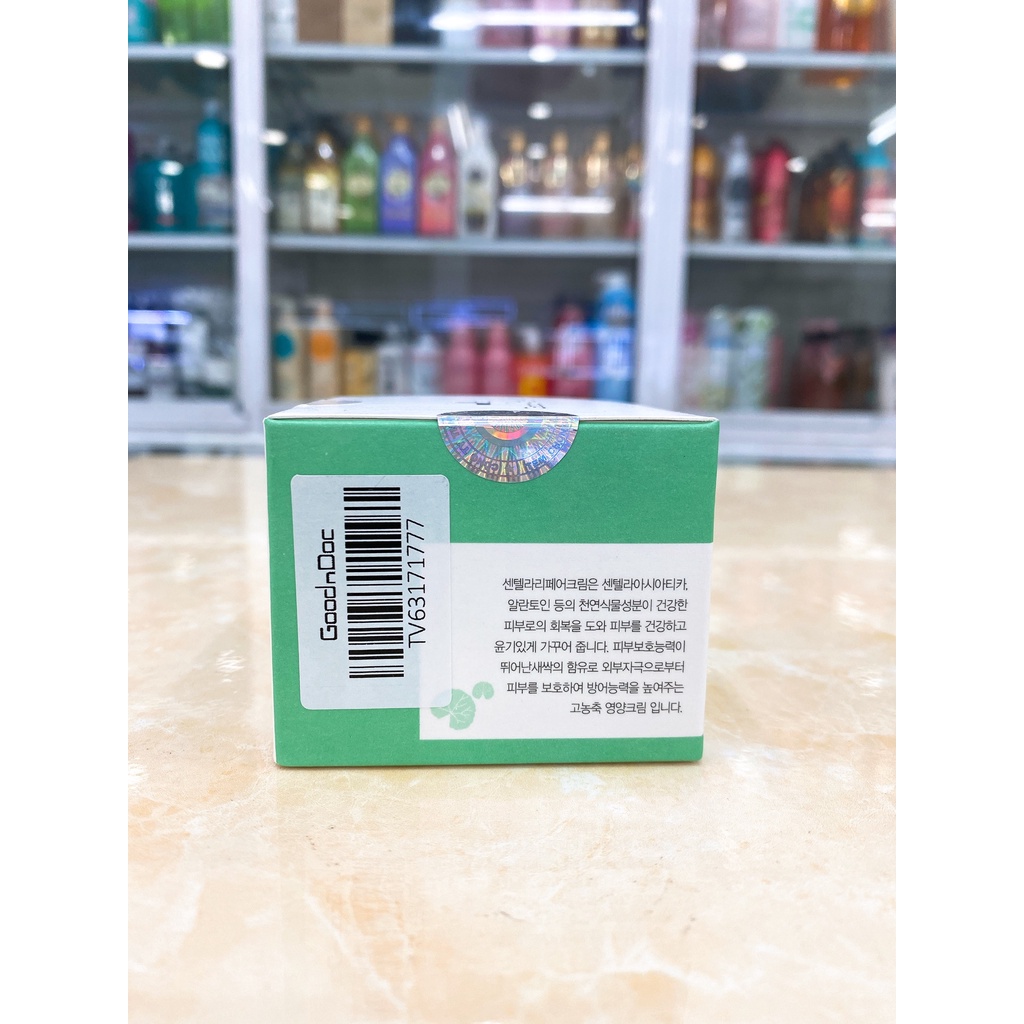 GoodnDoc
TV63171777
센텔라리페어크림은 센텔라아시아티카,
알란토인 등의 천연식물성분이 건강한
피부로의 회복을 도와 피부를 건강하고
윤기있게 가꾸어 줍니다. 피부보호능력이
뛰어난새싹의 함유로 외부자극으로부터
피부를 보호하여 방어능력을 높여주는
고농축 영양크림 입니다.